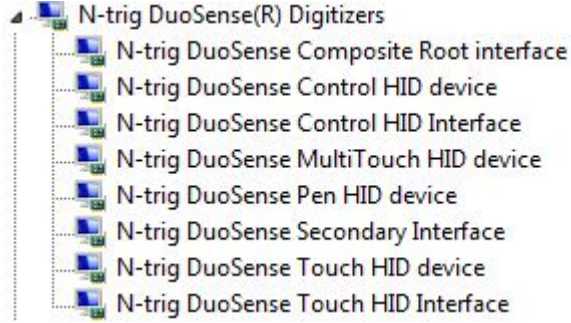 N-trig DuoSense(R) Digitizers
N-trig DuoSense Composite Root interface
N-trig DuoSense Control HID device
N-trig DuoSense Control HID Interface
N-trig DuoSense MultiTouch HID device
N-trig DuoSense Pen HID device
N-trig DuoSense Secondary Interface
N-trig DuoSense Touch HID device
N-trig DuoSense Touch HID Interface